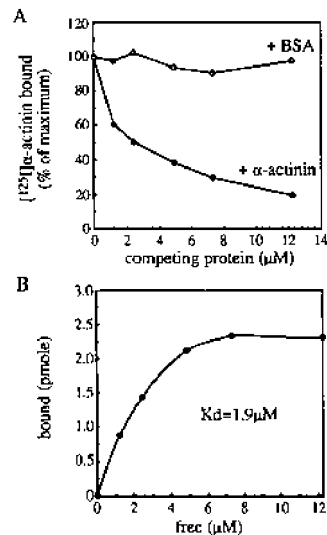 A
[125I]α-actinin bound
(% of maximum)
120
100
80
60
40
20
0
+ BSA
+ α-actinin
0 2 4 6 8 10 12 14
competing protein (μM)
B
bound (pmole)
3.0
2.5
2.0
1.5
1.0
0.5
0
Kd=1.9μM
0 2 4 6 8 10 12
free (μM)